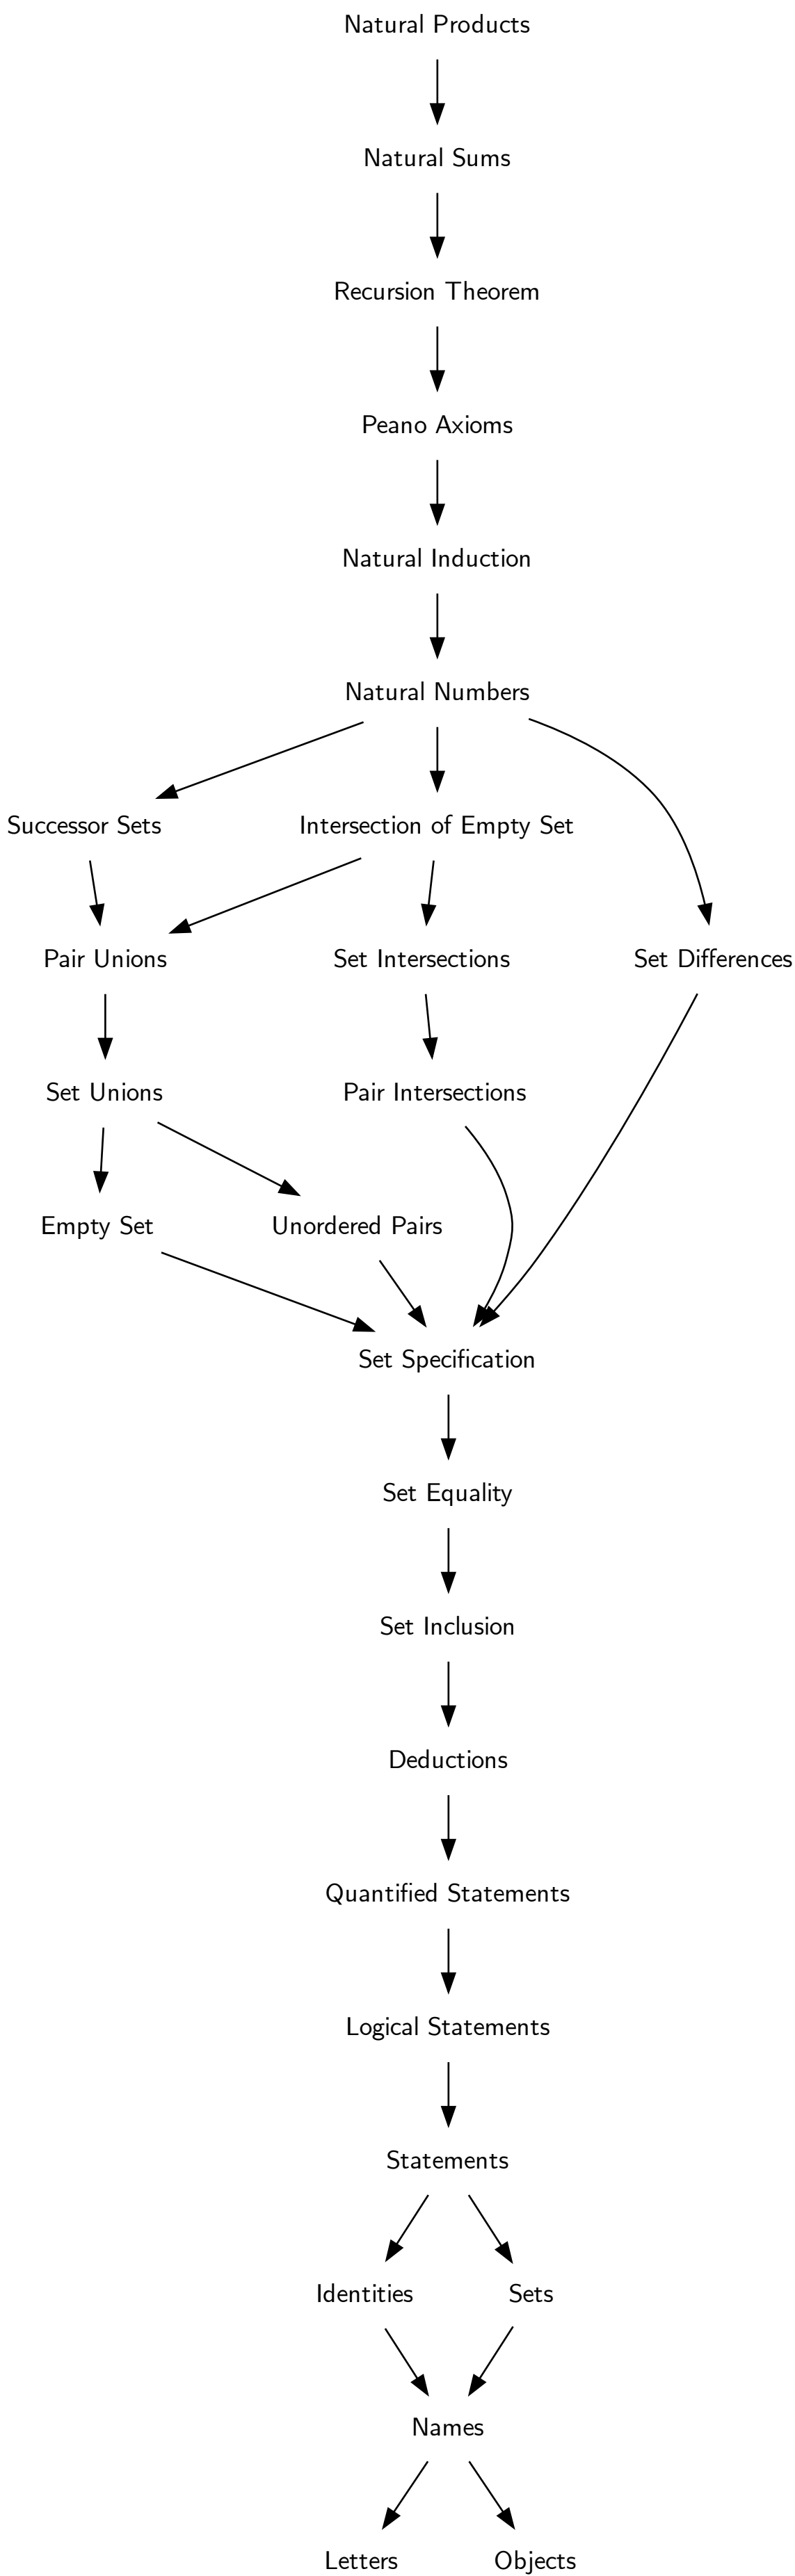 Natural Products
Natural Sums
Recursion Theorem
Peano Axioms
Natural Induction
Natural Numbers
Successor Sets
Intersection of Empty Set
Pair Unions
Set Intersections
Set Differences
Set Unions
Pair Intersections
Empty Set
Unordered Pairs
Set Specification
Set Equality
Set Inclusion
Deductions
Quantified Statements
Logical Statements
Statements
Identities
Sets
Names
Letters
Objects